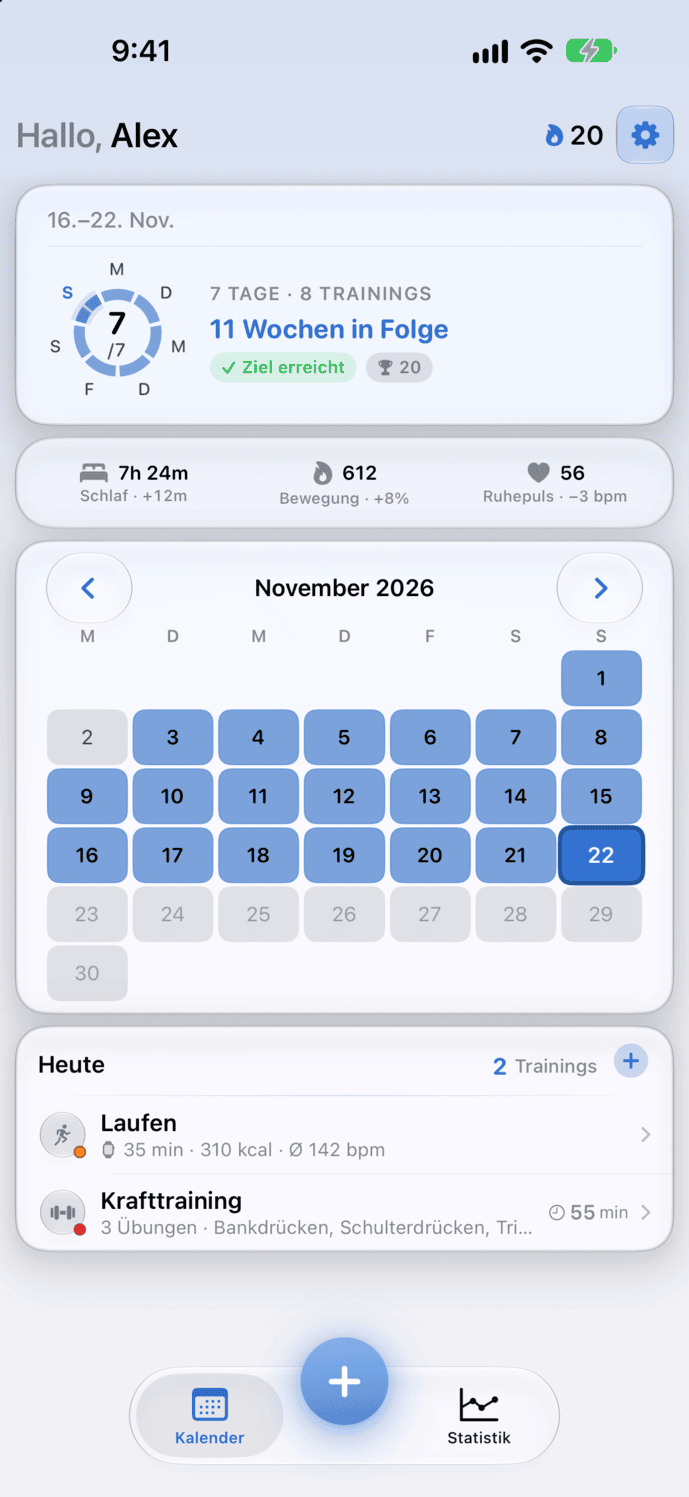 9:41
Hallo, Alex
20
16.–22. Nov.
M
S D
7
/7
S M
F D
7 TAGE · 8 TRAININGS
11 Wochen in Folge
✓ Ziel erreicht 20
7h 24m 612 56
Schlaf · +12m Bewegung · +8% Ruhepuls · −3 bpm
November 2026
M D M D F S S
1
2 3 4 5 6 7 8
9 10 11 12 13 14 15
16 17 18 19 20 21 22
23 24 25 26 27 28 29
30
Heute 2 Trainings
Laufen
35 min · 310 kcal · Ø 142 bpm
Krafttraining
3 Übungen · Bankdrücken, Schulterdrücken, Tri... 55 min
Kalender Statistik